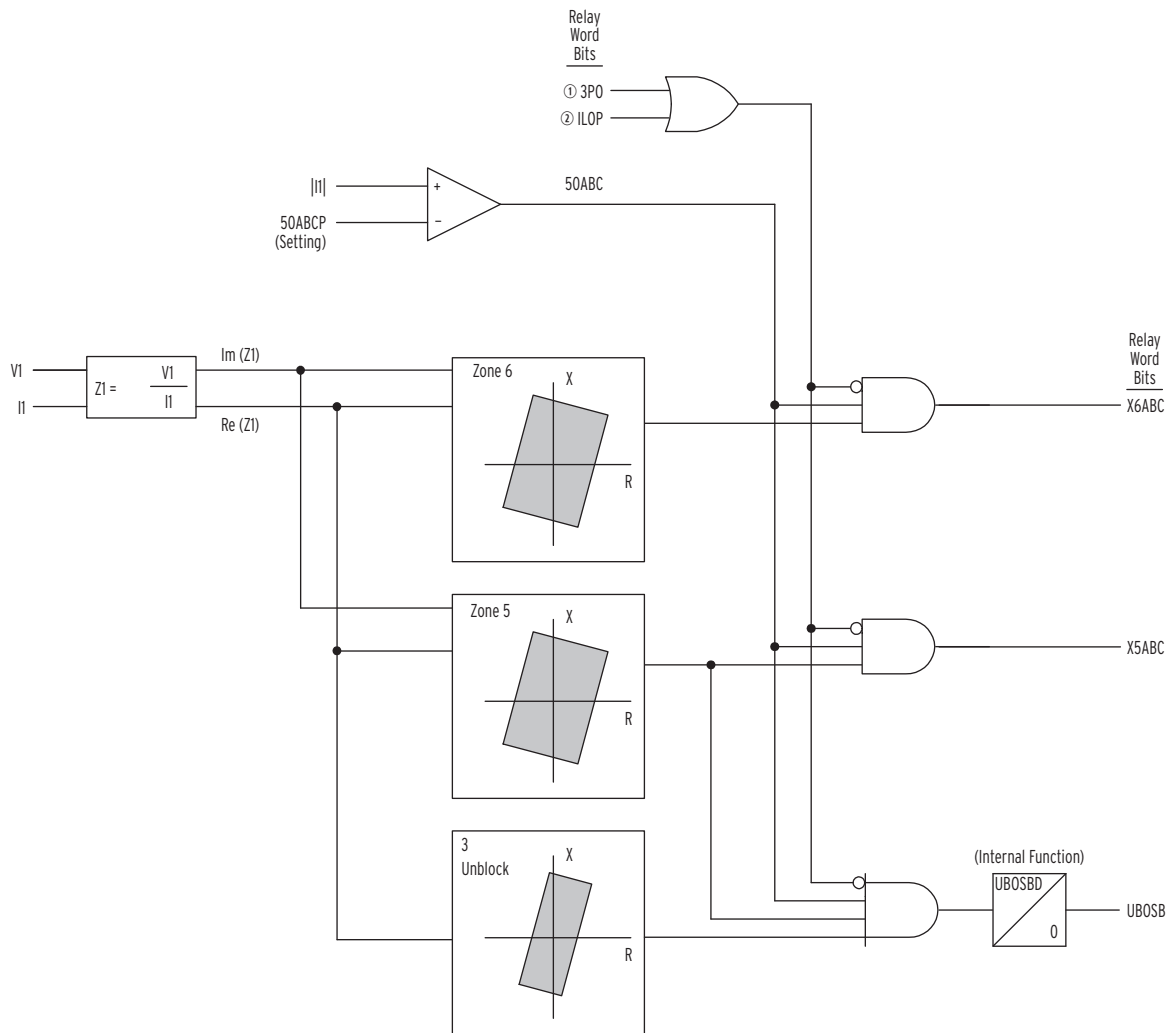 Relay
Word
Bits
① 3PO
② ILOP
|I1|
+
50ABC
50ABCP
(Setting)
–
V1
I1
Z1 =
V1
I1
Im (Z1)
Re (Z1)
Zone 6
X
R
Relay
Word
Bits
X6ABC
Zone 5
X
R
X5ABC
3
Unblock
X
R
(Internal Function)
UBOSBD
0
UBOSB